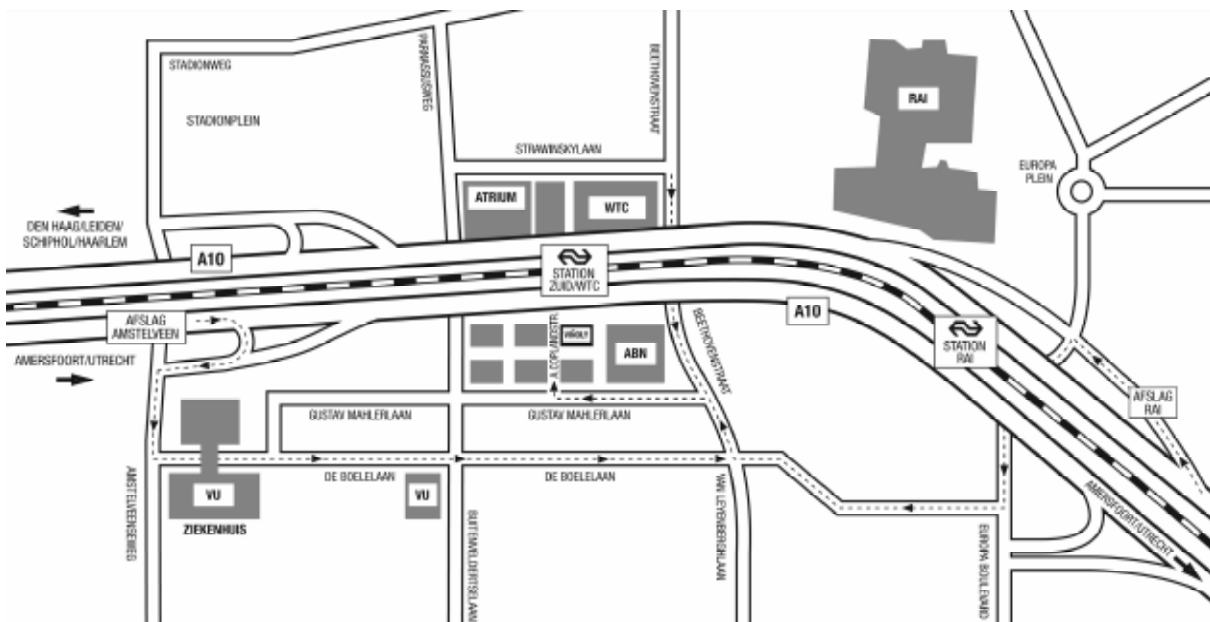 STADIONWEG
STADIONPLEIN
PARNASSUSWEG
BEETHOVENSTRAAT
RAI
STRAWINSKYLAAN
EUROPA
PLEIN
ATRIUM
WTC
DEN HAAG/LEIDEN/
SCHIPHOL/HAARLEM
A10
STATION
ZUID/WTC
A10
AFSLAG
AMSTELVEEN
AMERSFOORT/UTRECHT
A. COPLANDSTR.
VIÑOLY
ABN
BEETHOVENSTRAAT
STATION
RAI
AFSLAG
RAI
GUSTAV MAHLERLAAN
GUSTAV MAHLERLAAN
DE BOELELAAN
DE BOELELAAN
VU
ZIEKENHUIS
VU
AMSTELVEENSEWEG
BUITENVELDERTSELAAN
VAN LEYENBERGHLAAN
EUROPA BOULEVARD
AMERSFOORT/UTRECHT